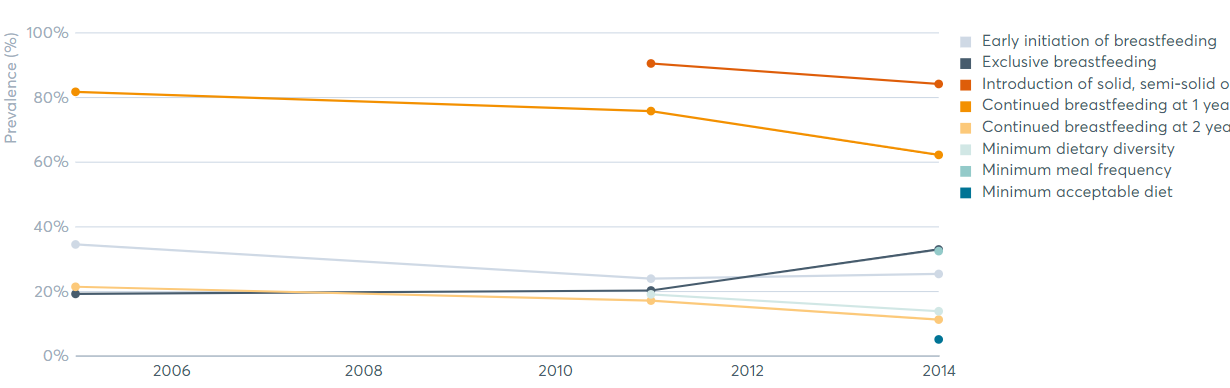 100%
80%
60%
40%
20%
0%
Prevalence (%)
2006
2008
2010
2012
2014
Early initiation of breastfeeding
Exclusive breastfeeding
Introduction of solid, semi-solid o
Continued breastfeeding at 1 yea
Continued breastfeeding at 2 yea
Minimum dietary diversity
Minimum meal frequency
Minimum acceptable diet